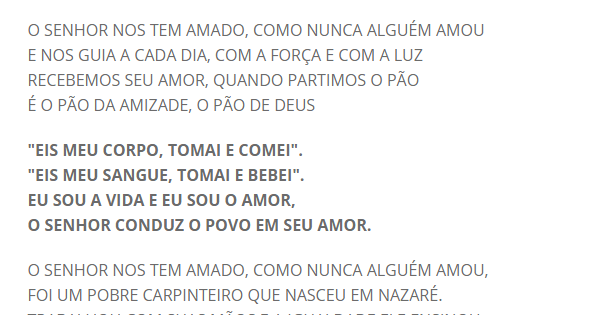 O SENHOR NOS TEM AMADO, COMO NUNCA ALGUÉM AMOU
E NOS GUIA A CADA DIA, COM A FORÇA E COM A LUZ
RECEBEMOS SEU AMOR, QUANDO PARTIMOS O PÃO
É O PÃO DA AMIZADE, O PÃO DE DEUS
"EIS MEU CORPO, TOMAI E COMEI".
"EIS MEU SANGUE, TOMAI E BEBEI".
EU SOU A VIDA E EU SOU O AMOR,
O SENHOR CONDUZ O POVO EM SEU AMOR.
O SENHOR NOS TEM AMADO, COMO NUNCA ALGUÉM AMOU,
FOI UM POBRE CARPINTEIRO QUE NASCEU EM NAZARÉ.